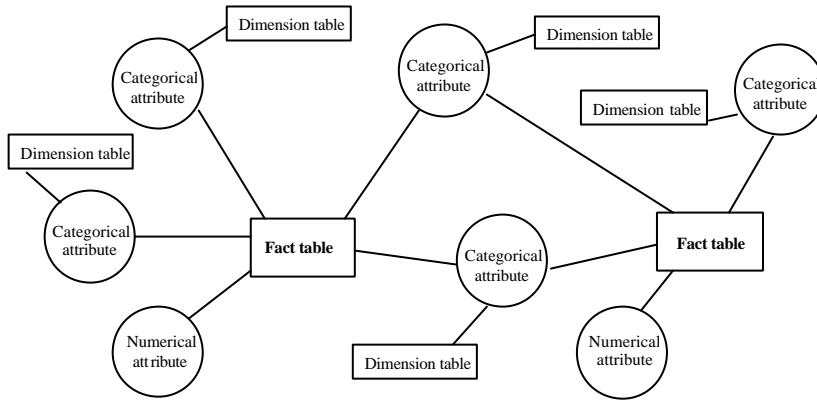 Dimension table
Dimension table
Categorical
attribute
Categorical
attribute
Categorical
attribute
Dimension table
Dimension table
Categorical
attribute
Fact table
Fact table
Categorical
attribute
Numerical
attribute
Numerical
attribute
Dimension table